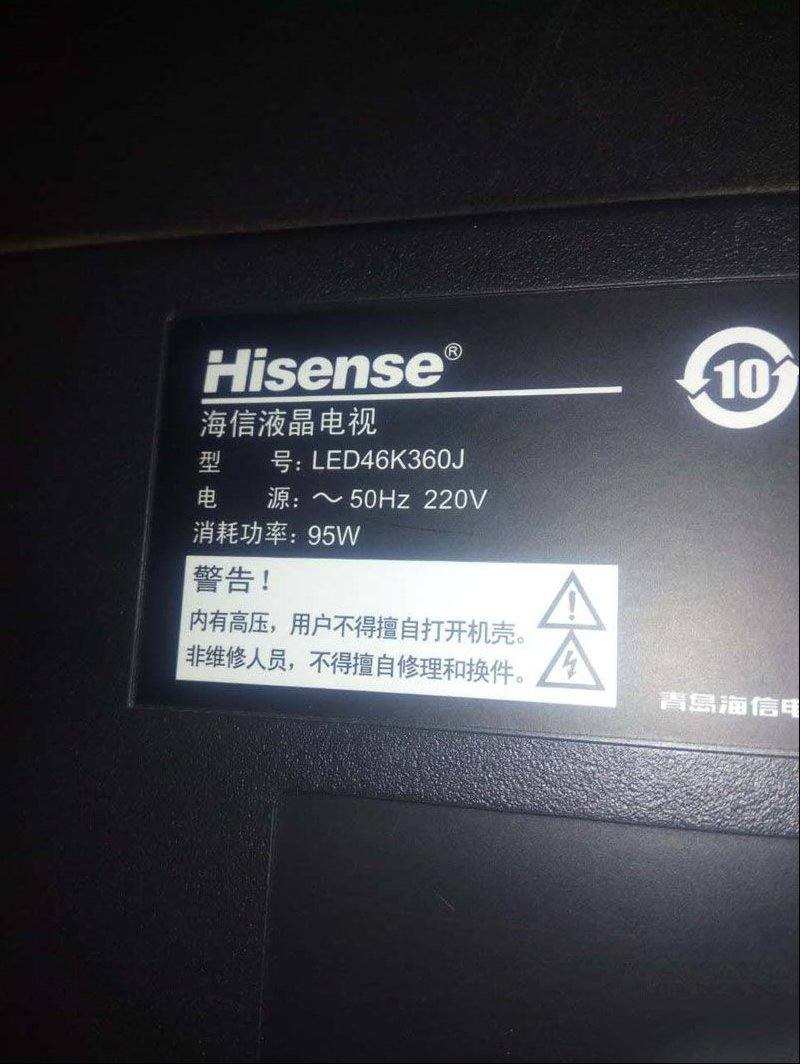 Hisense®
10
海信液晶电视
型 号: LED46K360J
电 源: ～50Hz 220V
消耗功率: 95W
警告！
内有高压，用户不得擅自打开机壳。
非维修人员，不得擅自修理和换件。
青岛海信电